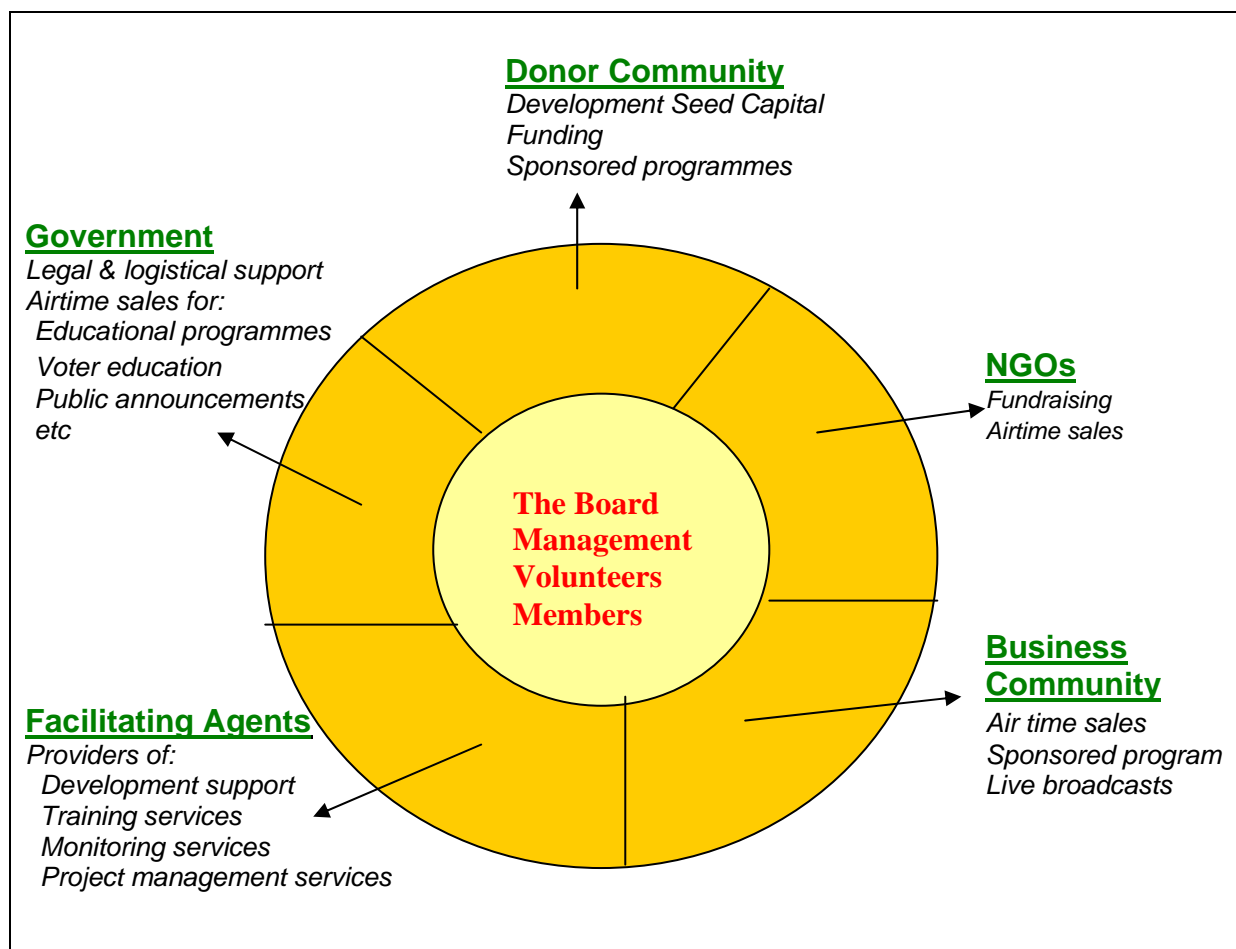 Donor Community
Development Seed Capital
Funding
Sponsored programmes
Government
Legal & logistical support
Airtime sales for:
Educational programmes
Voter education
Public announcements
etc
NGOs
Fundraising
Airtime sales
The Board
Management
Volunteers
Members
Business
Community
Air time sales
Sponsored program
Live broadcasts
Facilitating Agents
Providers of:
Development support
Training services
Monitoring services
Project management services